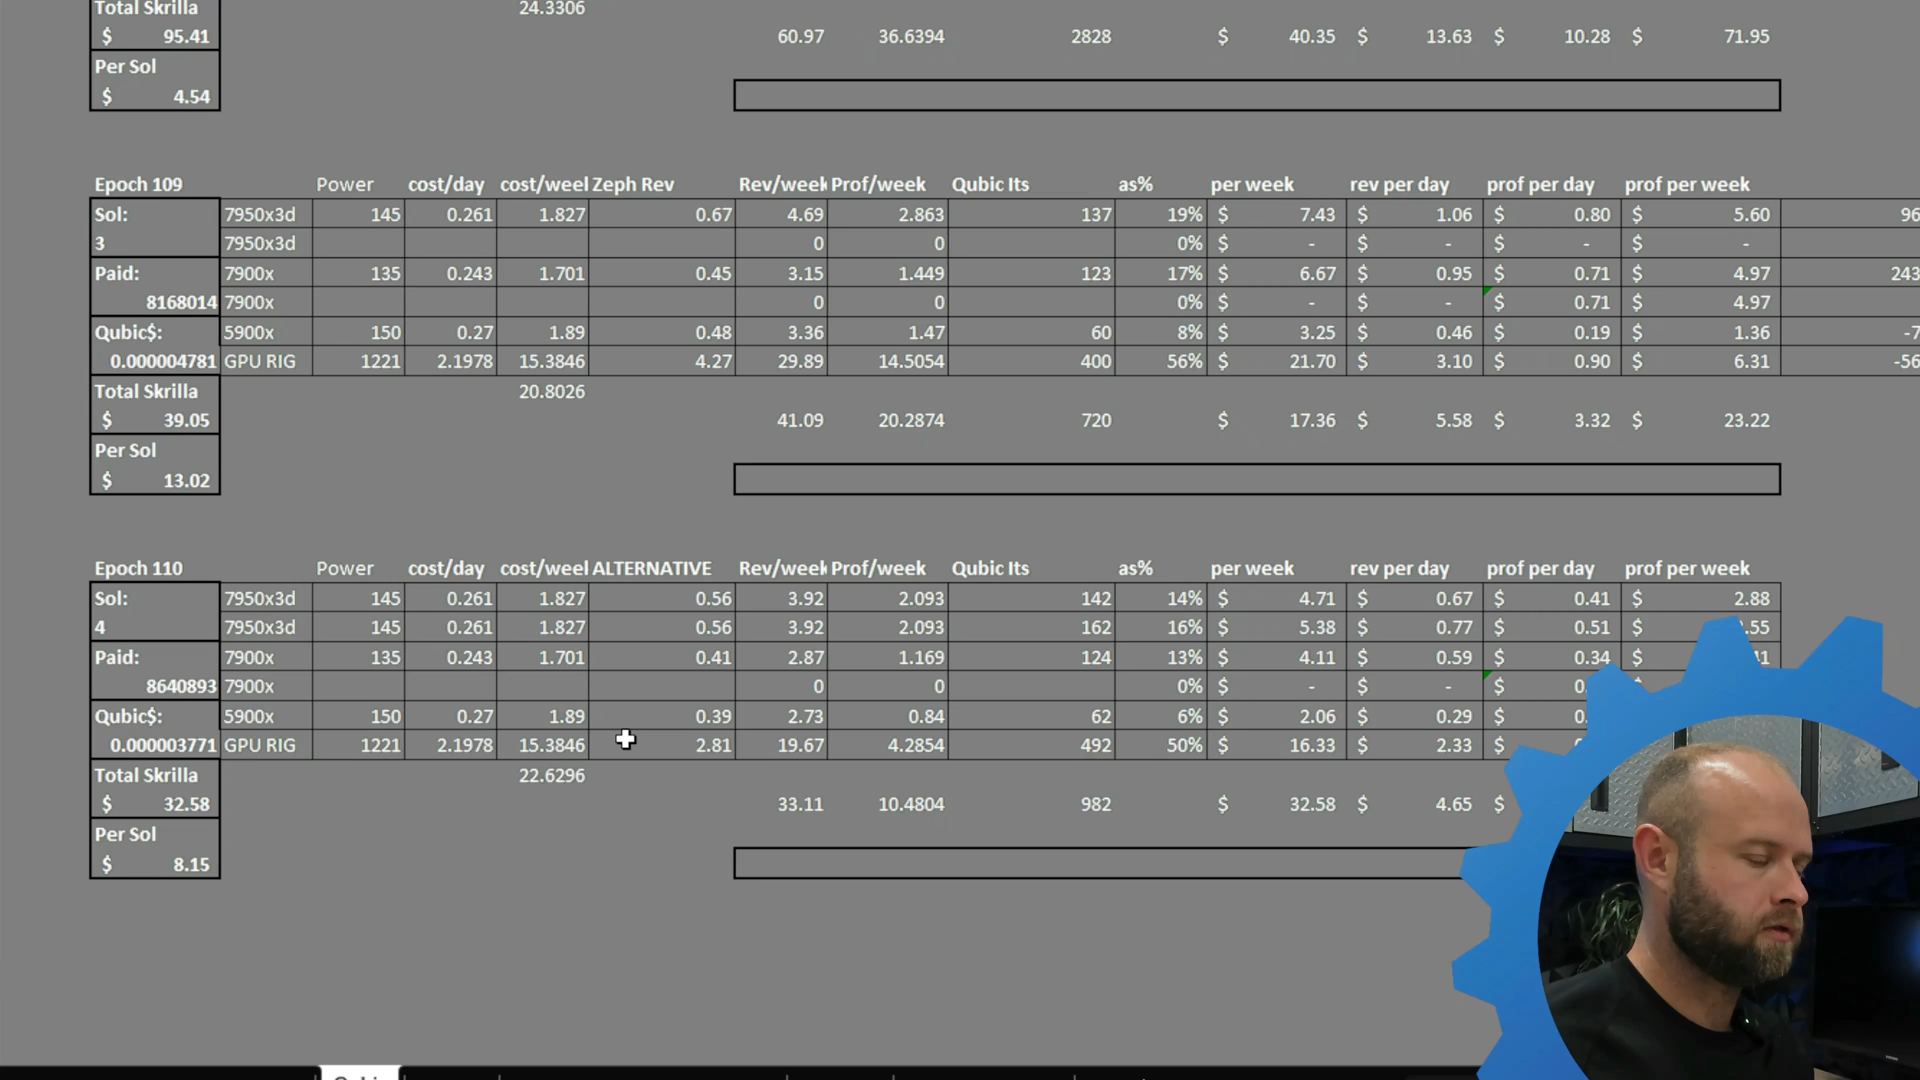 Total Skrilla 24.3306
$ 95.41 60.97 36.6394 2828 $ 40.35 $ 13.63 $ 10.28 $ 71.95
Per Sol
$ 4.54
Epoch 109 Power cost/day cost/weel Zeph Rev Rev/week Prof/week Qubic Its as% per week rev per day prof per day prof per week
Sol: 7950x3d 145 0.261 1.827 0.67 4.69 2.863 137 19% $ 7.43 $ 1.06 $ 0.80 $ 5.60 96
3 7950x3d 0 0 0% $ - $ - $ - $ -
Paid: 7900x 135 0.243 1.701 0.45 3.15 1.449 123 17% $ 6.67 $ 0.95 $ 0.71 $ 4.97 243
8168014 7900x 0 0 0% $ - $ - $ 0.71 $ 4.97
Qubic$: 5900x 150 0.27 1.89 0.48 3.36 1.47 60 8% $ 3.25 $ 0.46 $ 0.19 $ 1.36 -7
0.000004781 GPU RIG 1221 2.1978 15.3846 4.27 29.89 14.5054 400 56% $ 21.70 $ 3.10 $ 0.90 $ 6.31 -56
Total Skrilla 20.8026
$ 39.05 41.09 20.2874 720 $ 17.36 $ 5.58 $ 3.32 $ 23.22
Per Sol
$ 13.02
Epoch 110 Power cost/day cost/weel ALTERNATIVE Rev/week Prof/week Qubic Its as% per week rev per day prof per day prof per week
Sol: 7950x3d 145 0.261 1.827 0.56 3.92 2.093 142 14% $ 4.71 $ 0.67 $ 0.41 $ 2.88
4 7950x3d 145 0.261 1.827 0.56 3.92 2.093 162 16% $ 5.38 $ 0.77 $ 0.51 $ .55
Paid: 7900x 135 0.243 1.701 0.41 2.87 1.169 124 13% $ 4.11 $ 0.59 $ 0.34 $
8640893 7900x 0 0 0% $ - $ - $ 0.
Qubic$: 5900x 150 0.27 1.89 0.39 2.73 0.84 62 6% $ 2.06 $ 0.29 $ 0.
0.000003771 GPU RIG 1221 2.1978 15.3846 2.81 19.67 4.2854 492 50% $ 16.33 $ 2.33 $
Total Skrilla 22.6296
$ 32.58 33.11 10.4804 982 $ 32.58 $ 4.65 $
Per Sol
$ 8.15